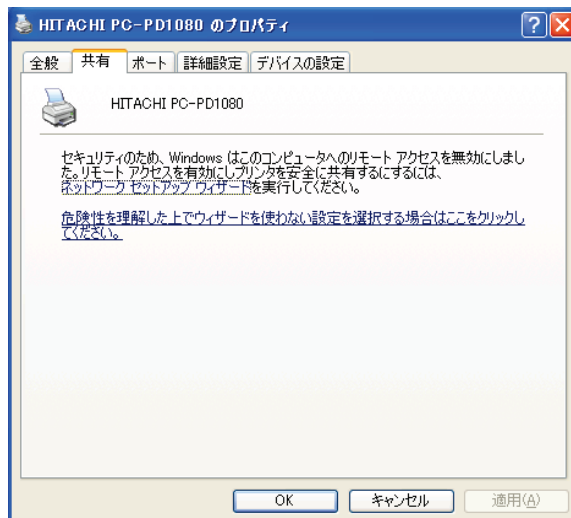 HITACHI PC-PD1080 のプロパティ
全般 共有 ポート 詳細設定 デバイスの設定
HITACHI PC-PD1080
セキュリティのため、Windows はこのコンピュータへのリモート アクセスを無効にしまし
た。リモート アクセスを有効にしプリンタを安全に共有するにするには、
ネットワーク セットアップ ウィザードを実行してください。
危険性を理解した上でウィザードを使わない設定を選択する場合はここをクリックし
てください。
OK キャンセル 適用(A)